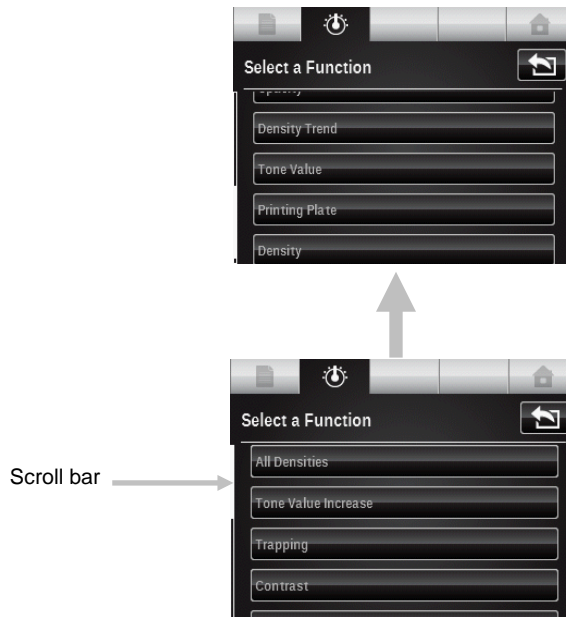 Select a Function
Opacity
Density Trend
Tone Value
Printing Plate
Density
Select a Function
Scroll bar
All Densities
Tone Value Increase
Trapping
Contrast